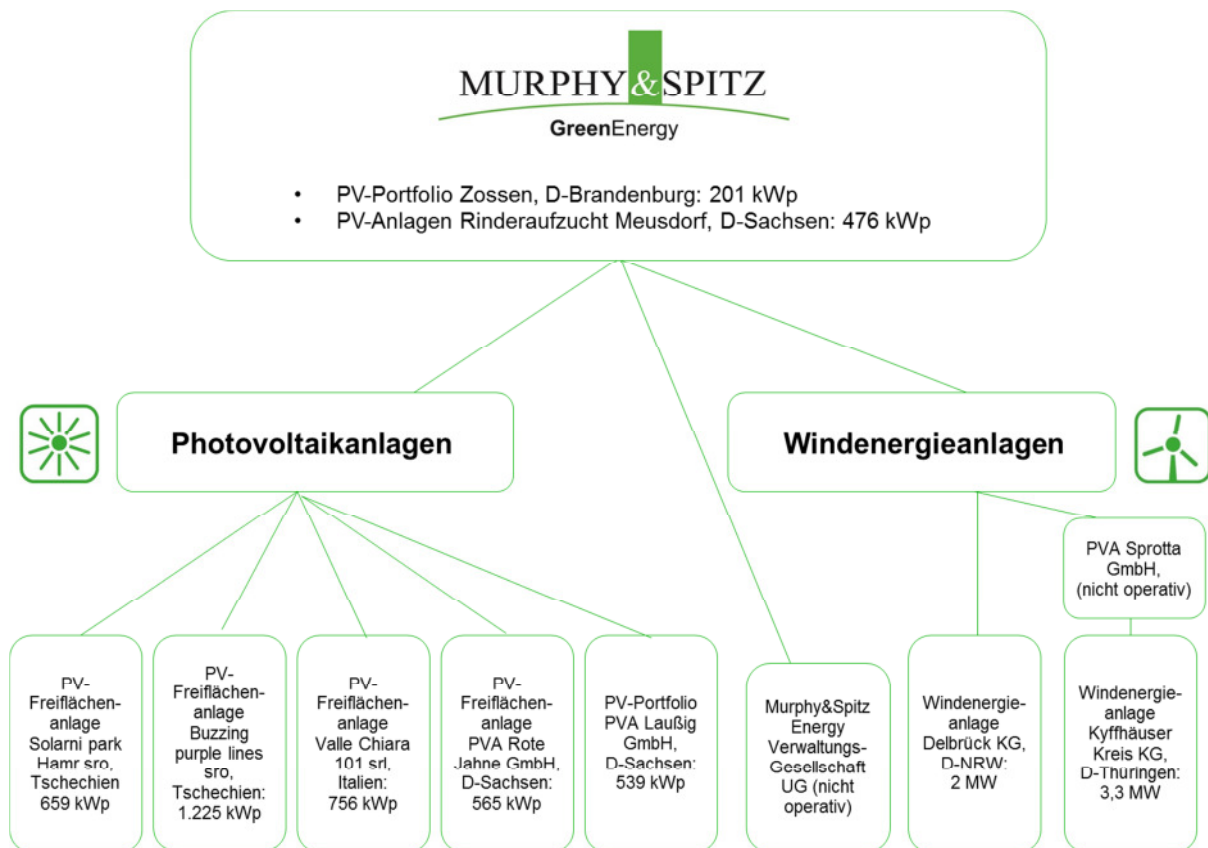 MURPHY&SPITZ
GreenEnergy
• PV-Portfolio Zossen, D-Brandenburg: 201 kWp
• PV-Anlagen Rinderaufzucht Meusdorf, D-Sachsen: 476 kWp
Photovoltaikanlagen
Windenergieanlagen
PVA Sprotta
GmbH,
(nicht operativ)
PV-
Freiflächen-
anlage
Solarni park
Hamr sro,
Tschechien
659 kWp
PV-
Freiflächen-
anlage
Buzzing
purple lines
sro,
Tschechien:
1.225 kWp
PV-
Freiflächen-
anlage
Valle Chiara
101 srl,
Italien:
756 kWp
PV-
Freiflächen-
anlage
PVA Rote
Jahne GmbH,
D-Sachsen:
565 kWp
PV-Portfolio
PVA Laußig
GmbH,
D-Sachsen:
539 kWp
Murphy&Spitz
Energy
Verwaltungs-
Gesellschaft
UG (nicht
operativ)
Windenergie-
anlage
Delbrück KG,
D-NRW:
2 MW
Windenergie-
anlage
Kyffhäuser
Kreis KG,
D-Thüringen:
3,3 MW